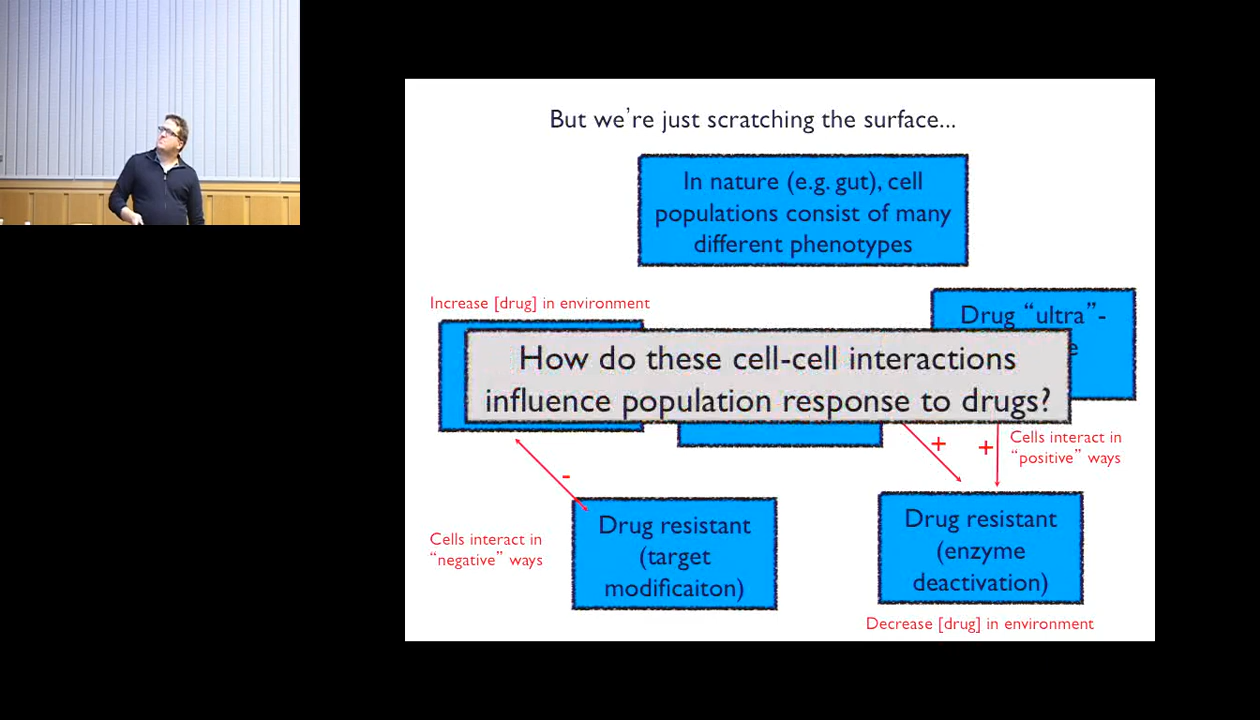 But we're just scratching the surface...
In nature (e.g. gut), cell
populations consist of many
different phenotypes
Increase [drug] in environment
Drug “ultra”-
How do these cell-cell interactions
influence population response to drugs?
+
+
Cells interact in
“positive” ways
-
Cells interact in
“negative” ways
Drug resistant
(target
modificaiton)
Drug resistant
(enzyme
deactivation)
Decrease [drug] in environment